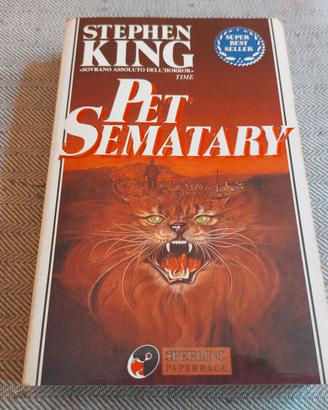 STEPHEN
KING
«SOVRANO ASSOLUTO DELL'HORROR»
TIME
SUPER
BEST
SELLER
PET
SEMATARY
SPERLING
PAPERBACK